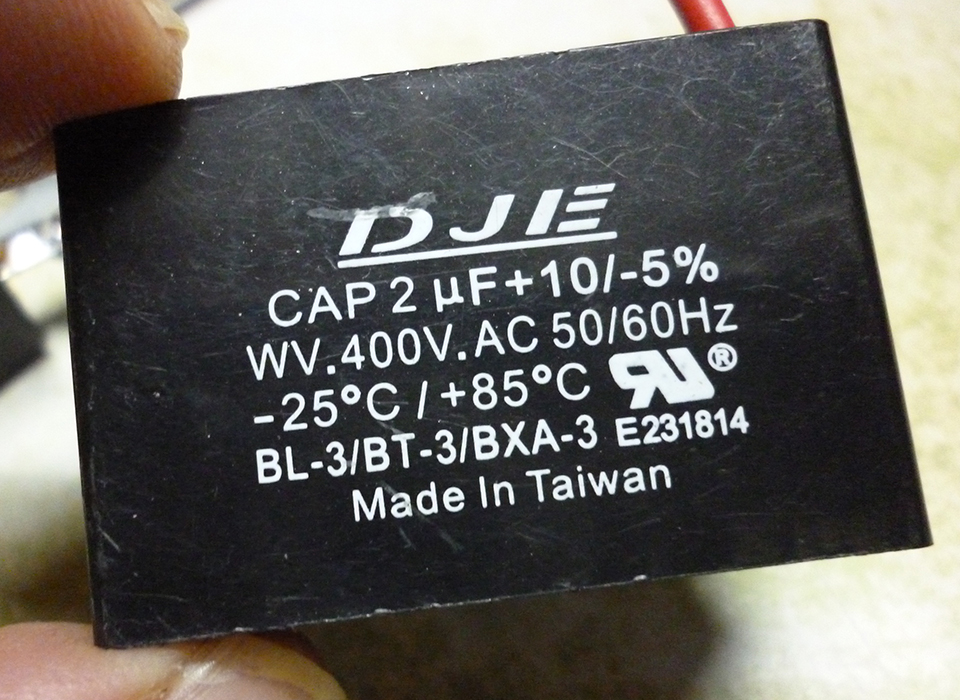 DJE
CAP 2 µF+10/-5%
WV.400V.AC 50/60Hz
-25°C / +85°C RU®
BL-3/BT-3/BXA-3 E231814
Made In Taiwan